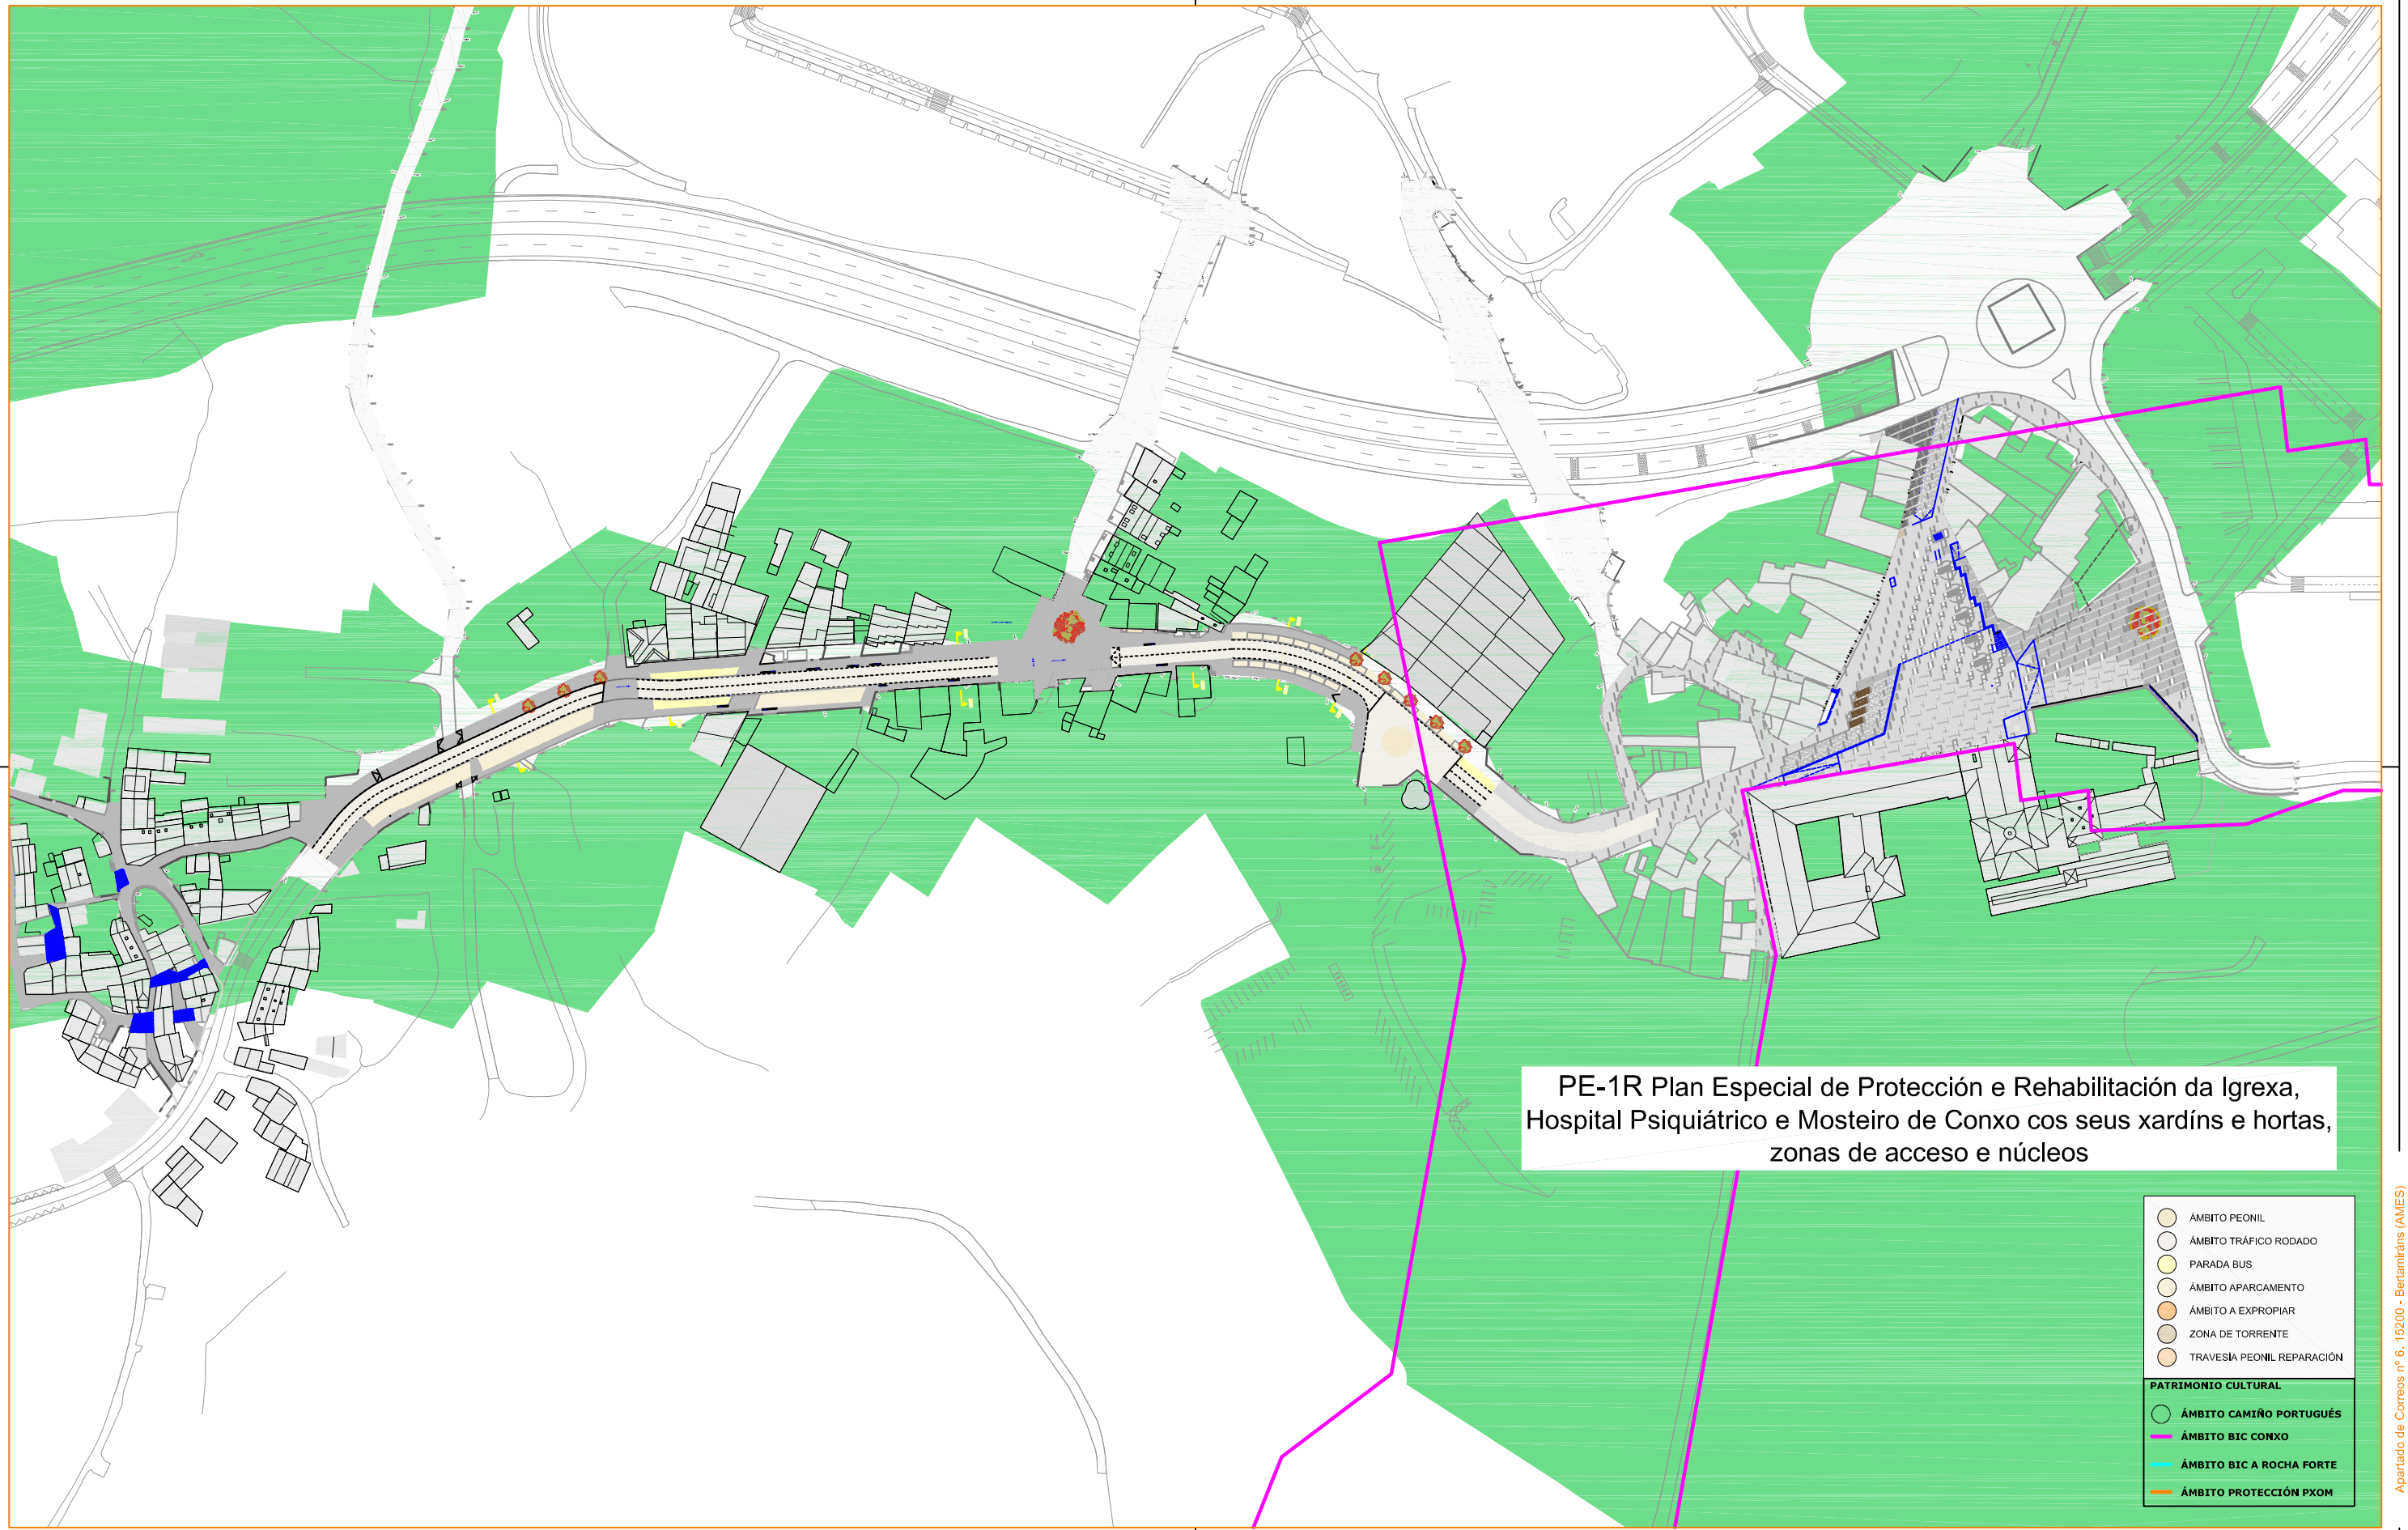 PE-1R Plan Especial de Protección e Rehabilitación da Igrexa,
Hospital Psiquiátrico e Mosteiro de Conxo cos seus xardíns e hortas,
zonas de acceso e núcleos
ÁMBITO PEONIL
ÁMBITO TRÁFICO RODADO
PARADA BUS
ÁMBITO APARCAMENTO
ÁMBITO A EXPROPIAR
ZONA DE TORRENTE
TRAVESÍA PEONIL REPARACIÓN
PATRIMONIO CULTURAL
ÁMBITO CAMIÑO PORTUGUÉS
ÁMBITO BIC CONXO
ÁMBITO BIC A ROCHA FORTE
ÁMBITO PROTECCIÓN PXOM
Apartado de Correos nº 6, 15200 - Bertamiráns (AMES)